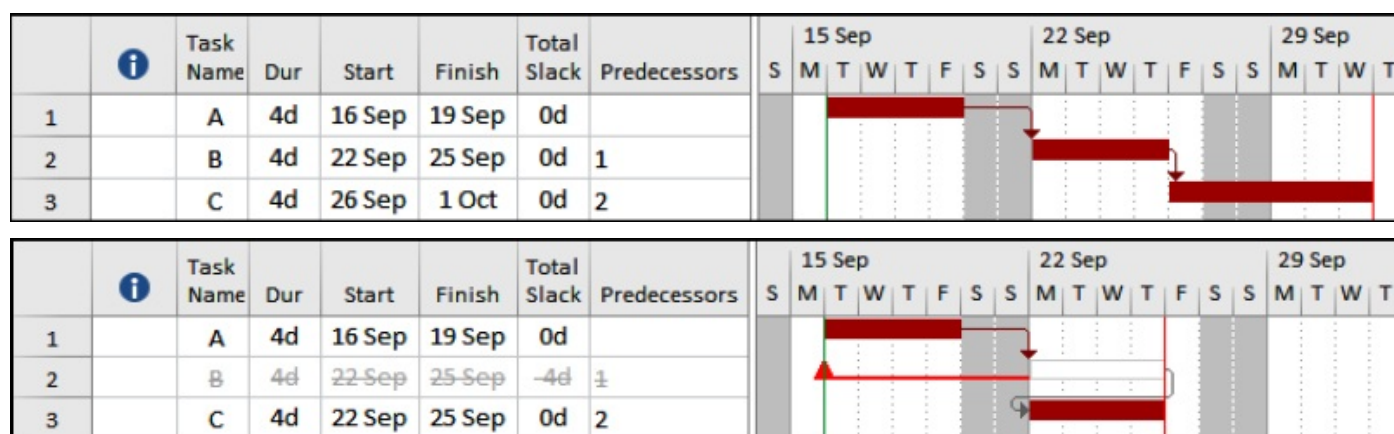 Task Name Dur Start Finish Total Slack Predecessors 15 Sep 22 Sep 29 Sep
S M T W T F S S M T W T F S S M T W T
1 A 4d 16 Sep 19 Sep 0d
2 B 4d 22 Sep 25 Sep 0d 1
3 C 4d 26 Sep 1 Oct 0d 2
Task Name Dur Start Finish Total Slack Predecessors 15 Sep 22 Sep 29 Sep
S M T W T F S S M T W T F S S M T W T
1 A 4d 16 Sep 19 Sep 0d
2 B 4d 22 Sep 25 Sep -4d 1
3 C 4d 22 Sep 25 Sep 0d 2